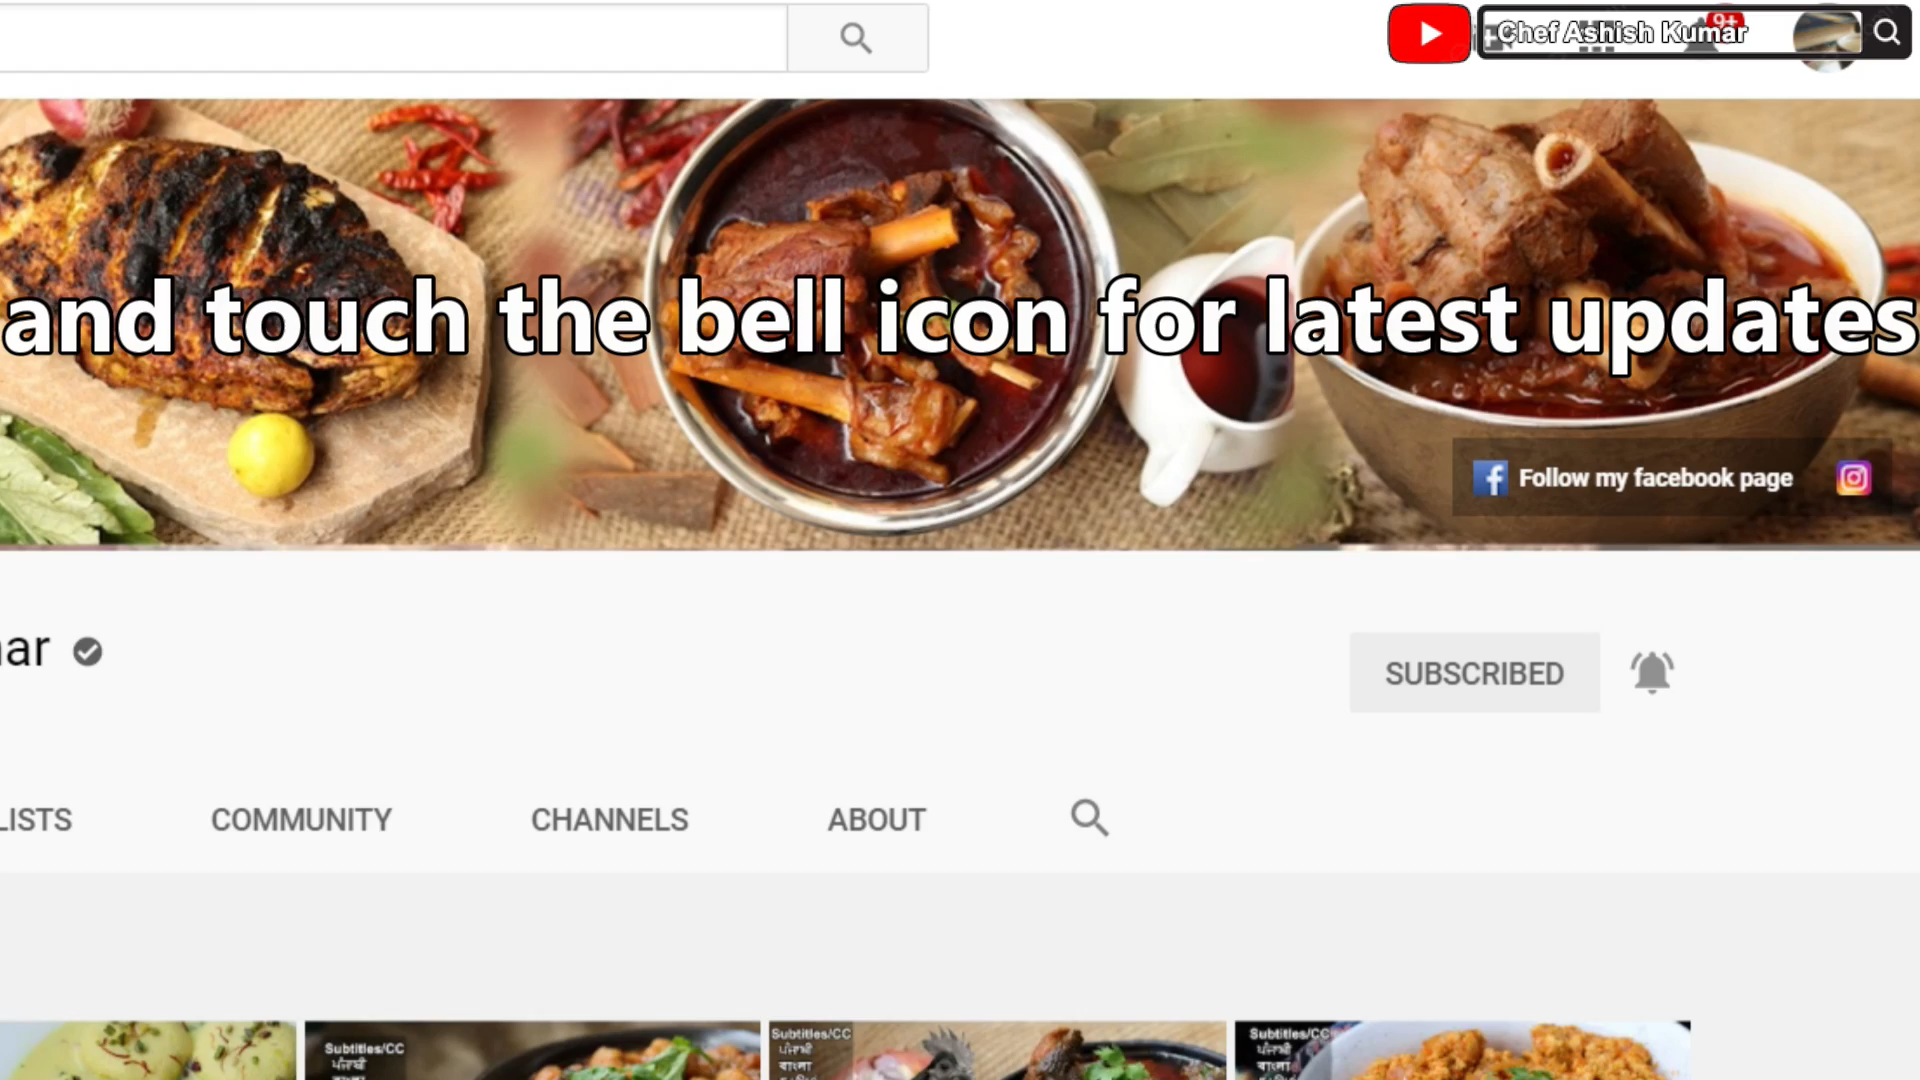 Chef Ashish Kumar
9+
and touch the bell icon for latest updates
Follow my facebook page
ar
SUBSCRIBED
LISTS COMMUNITY CHANNELS ABOUT
Subtitles/CC
ਪੰਜਾਬੀ
Subtitles/CC
ਪੰਜਾਬੀ
বাংলা
Subtitles/CC
ਪੰਜਾਬੀ
বাংলা